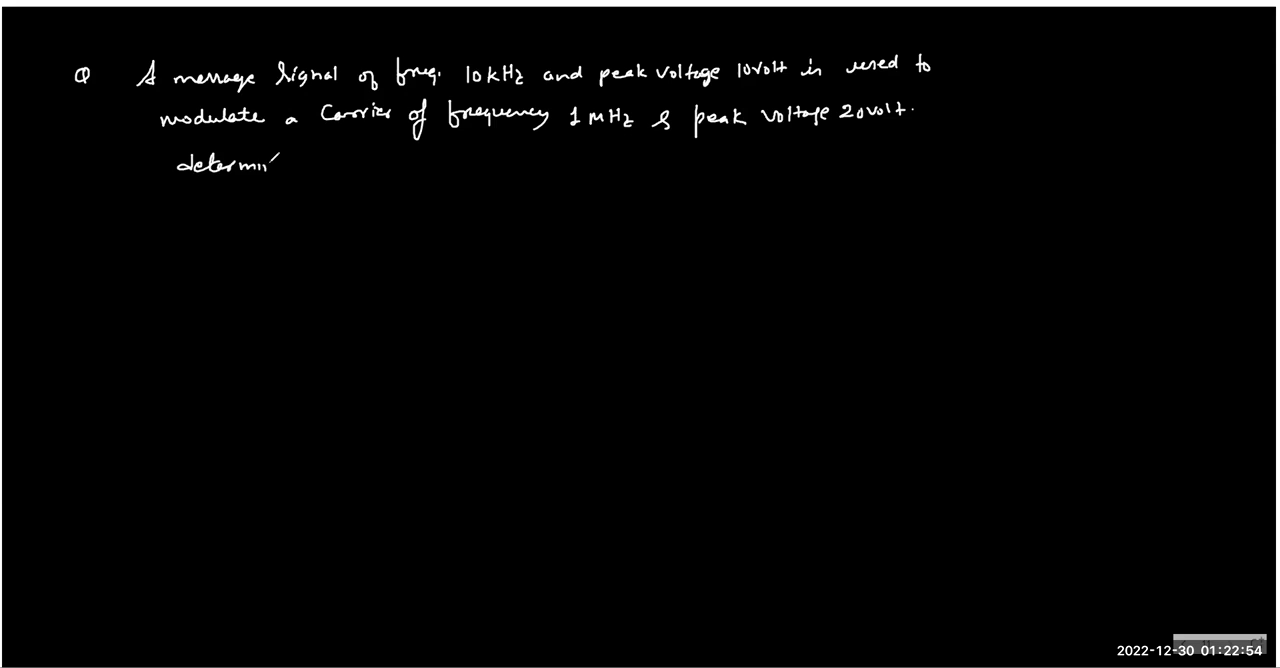 Q A message signal of freq. 10kHz and peak voltage 10volt is used to
modulate a Carrier of frequency 1 MHz & peak voltage 20volt.
determi
2022-12-30 01:22:54